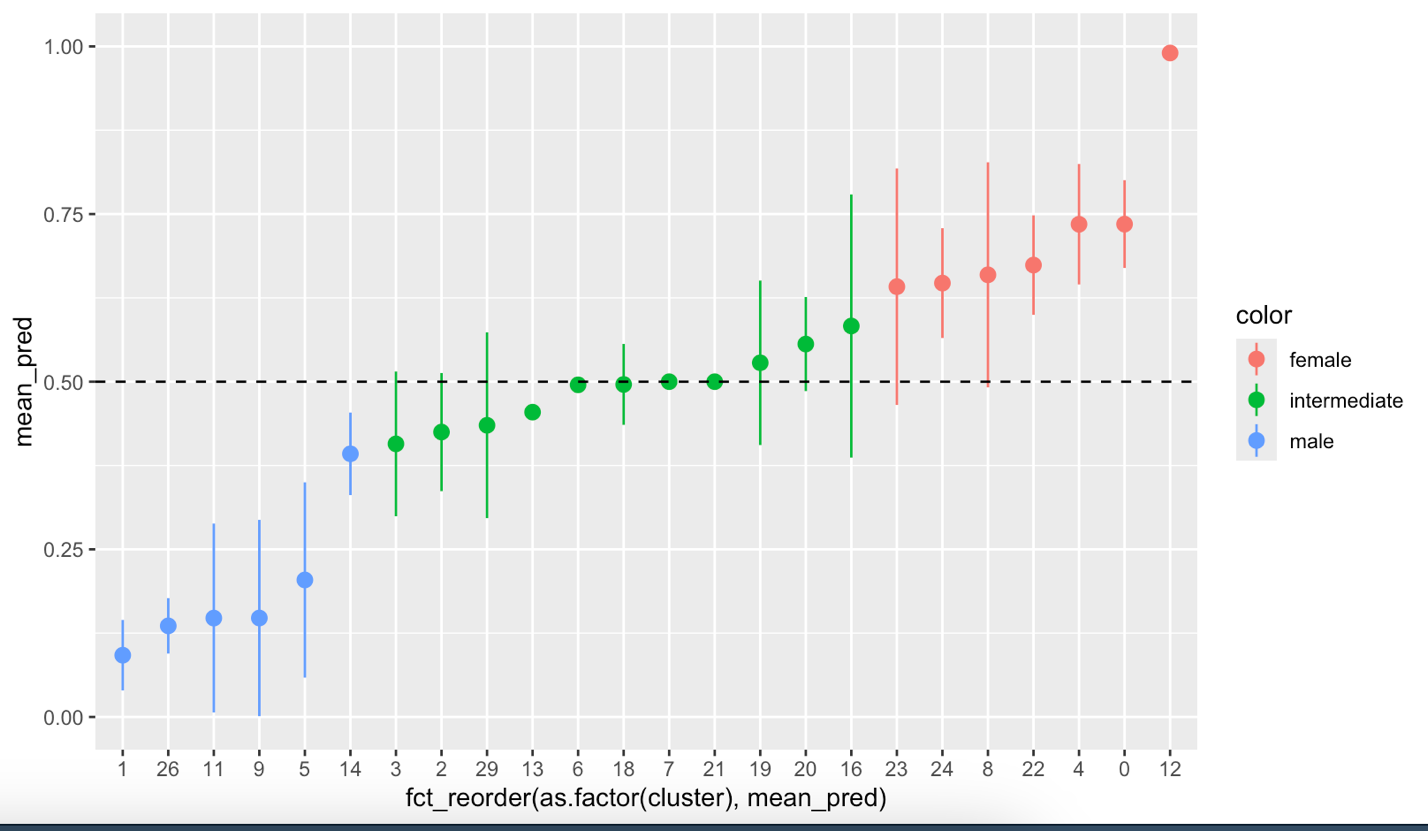 1.00
0.75
0.50
0.25
0.00
mean_pred
1 26 11 9 5 14 3 2 29 13 6 18 7 21 19 20 16 23 24 8 22 4 0 12
fct_reorder(as.factor(cluster), mean_pred)
color
female
intermediate
male